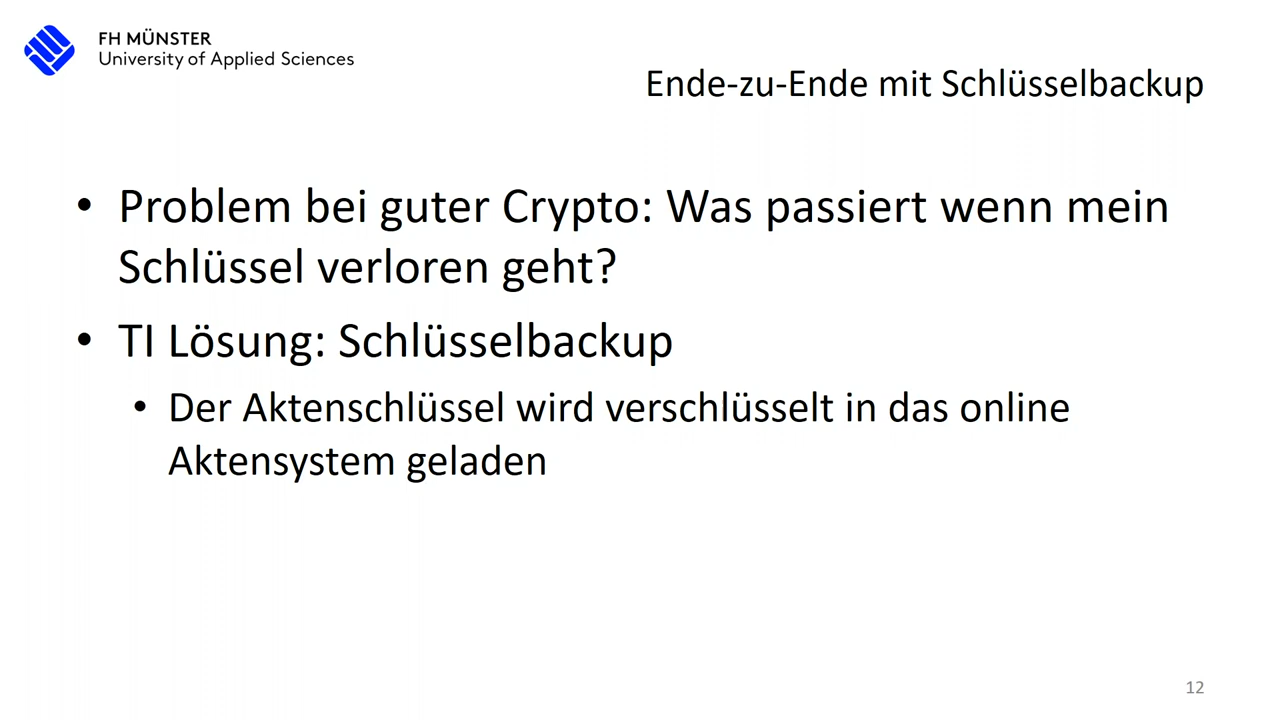 FH MÜNSTER
University of Applied Sciences
Ende-zu-Ende mit Schlüsselbackup
• Problem bei guter Crypto: Was passiert wenn mein
Schlüssel verloren geht?
• TI Lösung: Schlüsselbackup
• Der Aktenschlüssel wird verschlüsselt in das online
Aktensystem geladen
12